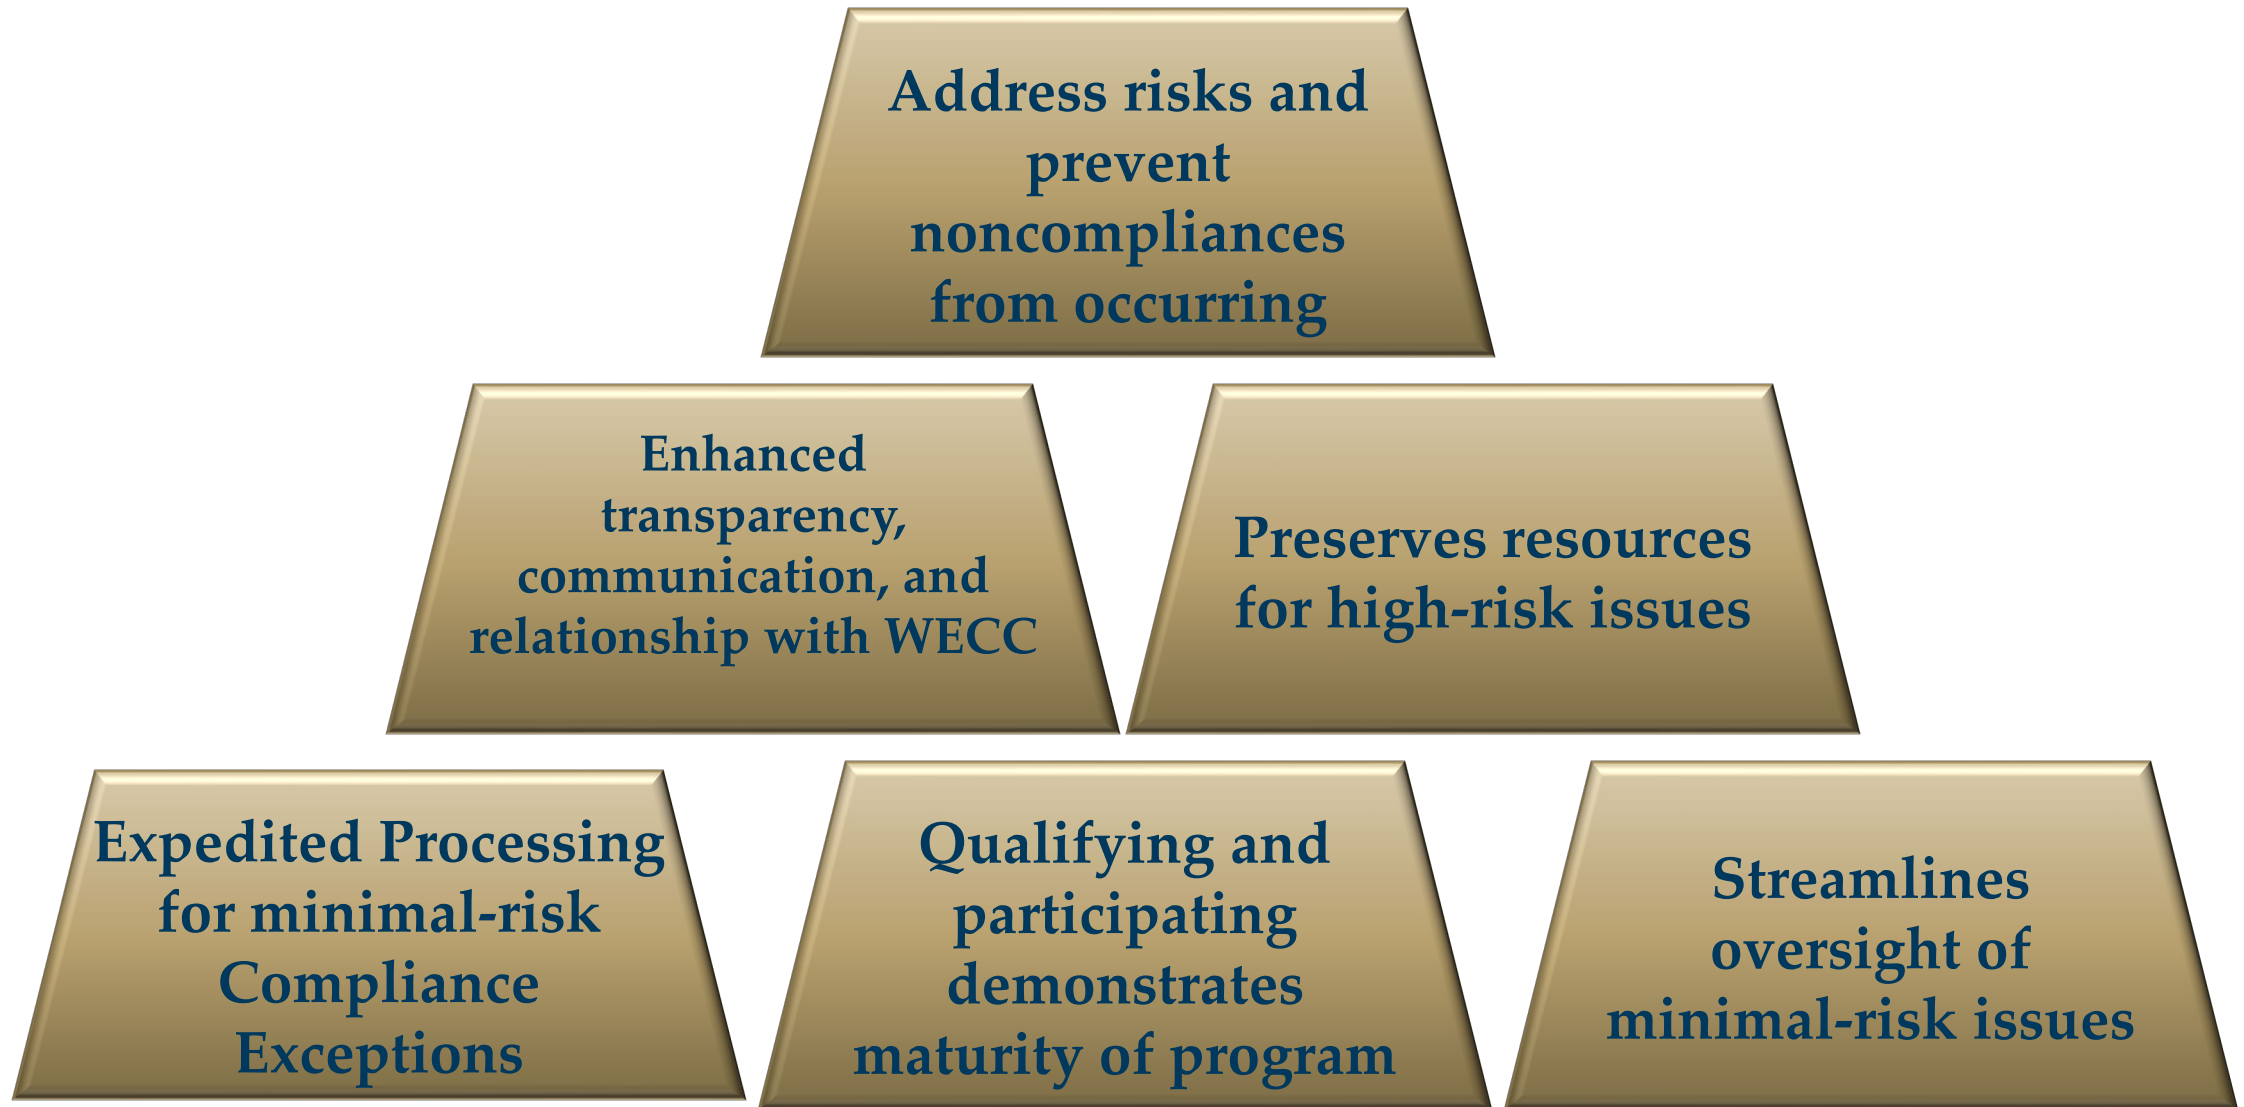 Address risks and
prevent
noncompliances
from occurring
Enhanced
transparency,
communication, and
relationship with WECC
Preserves resources
for high-risk issues
Expedited Processing
for minimal-risk
Compliance
Exceptions
Qualifying and
participating
demonstrates
maturity of program
Streamlines
oversight of
minimal-risk issues